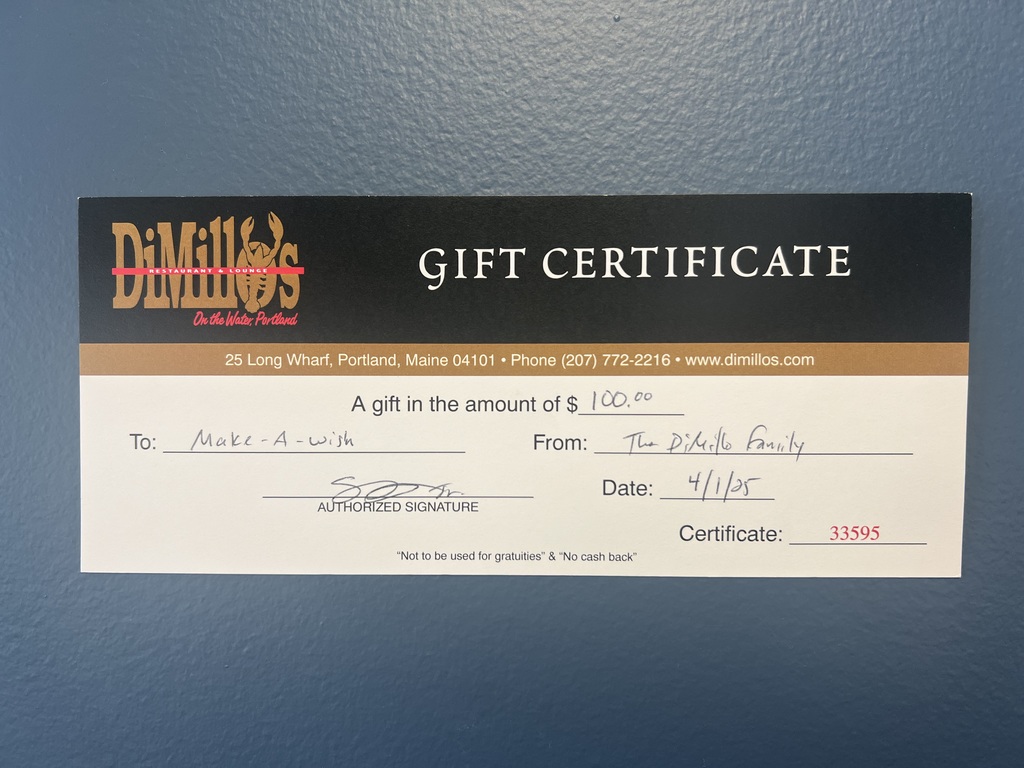 DiMillo's
RESTAURANT & LOUNGE
On the Water, Portland
GIFT CERTIFICATE
25 Long Wharf, Portland, Maine 04101 • Phone (207) 772-2216 • www.dimillos.com
A gift in the amount of $ 100.00
To: Make-A-wish From: The DiMillo Family
AUTHORIZED SIGNATURE Date: 4/1/25
Certificate: 33595
"Not to be used for gratuities" & "No cash back"